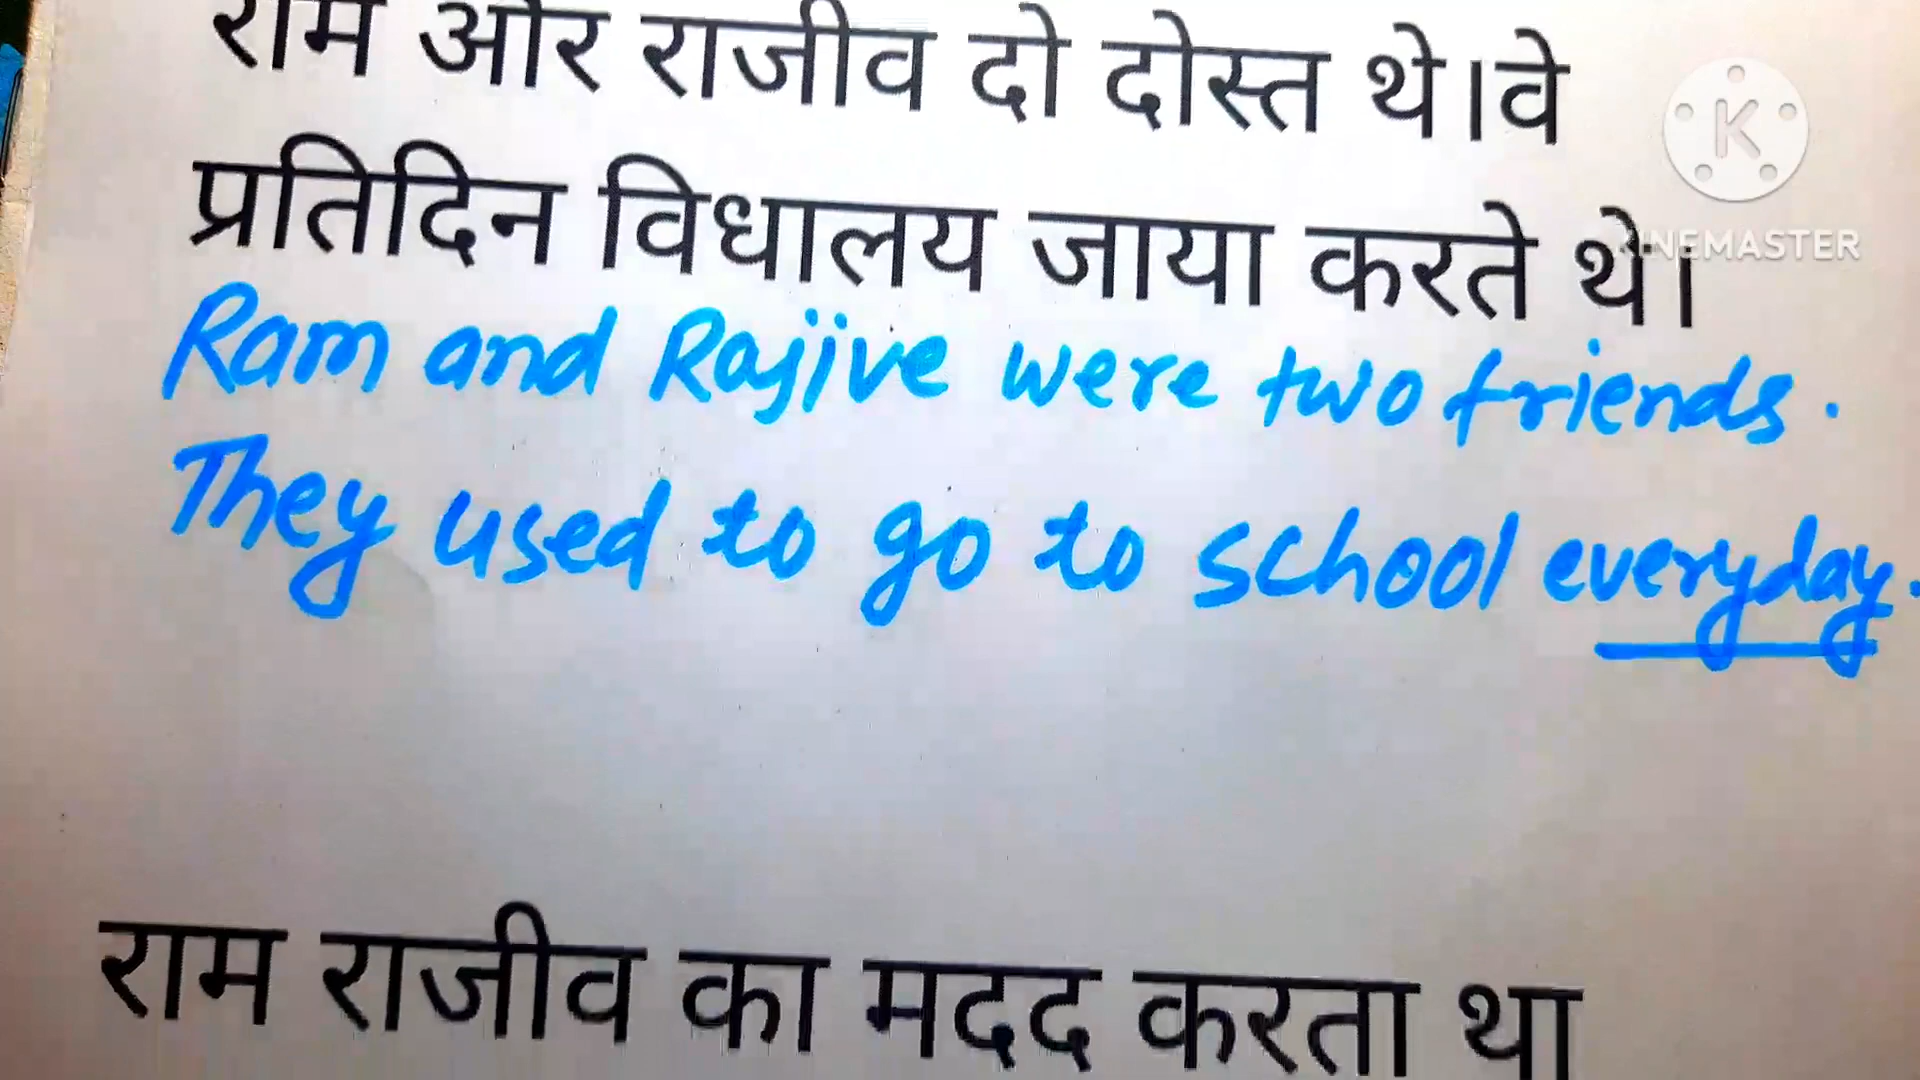 राम और राजीव दो दोस्त थे।वे
प्रतिदिन विधालय जाया करते थे।
K
KINEMASTER
Ram and Rajive were two friends.
They used to go to school everyday.
राम राजीव का मदद करता था